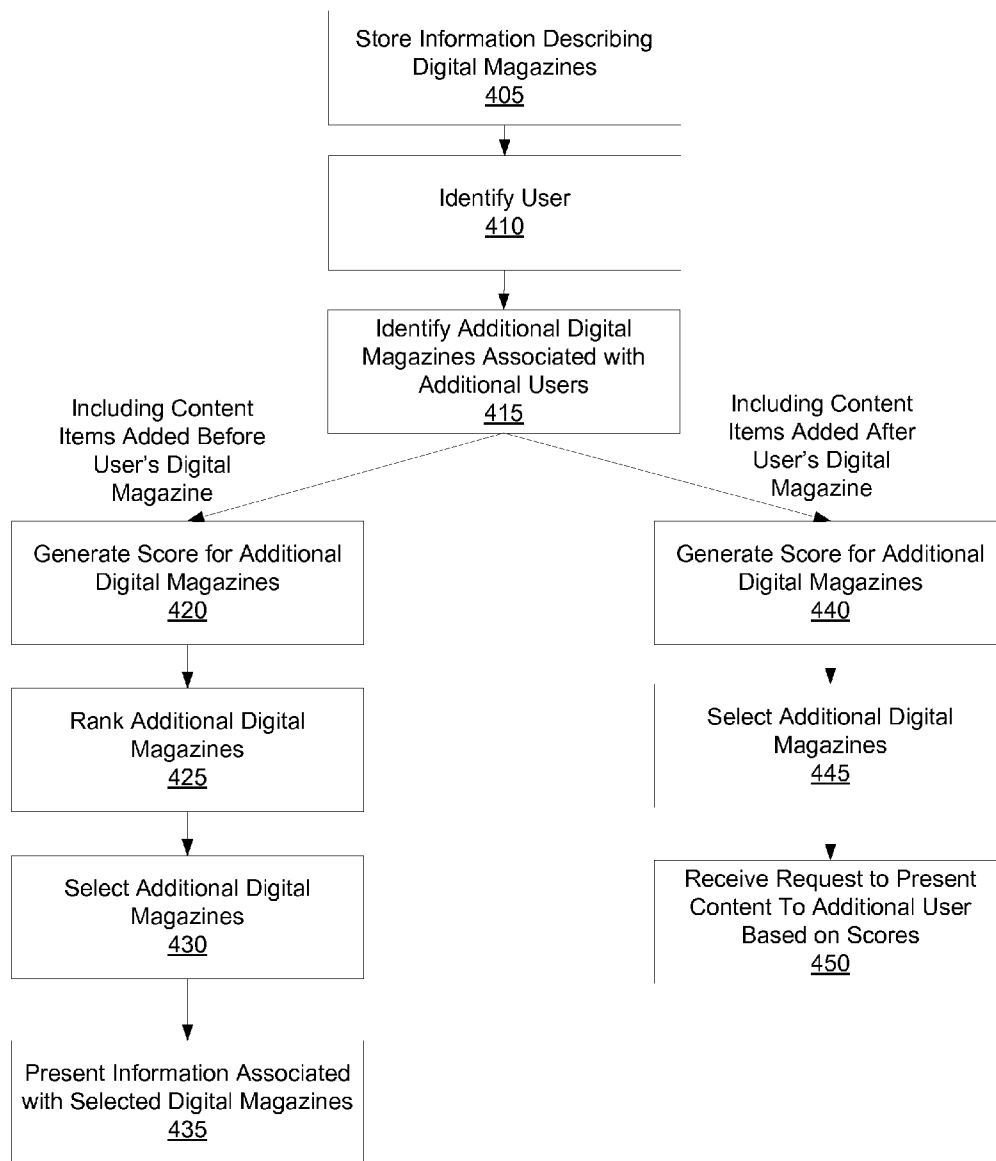 Store Information Describing
Digital Magazines
405
Identify User
410
Identify Additional Digital
Magazines Associated with
Additional Users
415
Including Content
Items Added Before
User's Digital
Magazine
Including Content
Items Added After
User's Digital
Magazine
Generate Score for Additional
Digital Magazines
420
Rank Additional Digital
Magazines
425
Select Additional Digital
Magazines
430
Present Information Associated
with Selected Digital Magazines
435
Generate Score for Additional
Digital Magazines
440
Select Additional Digital
Magazines
445
Receive Request to Present
Content To Additional User
Based on Scores
450